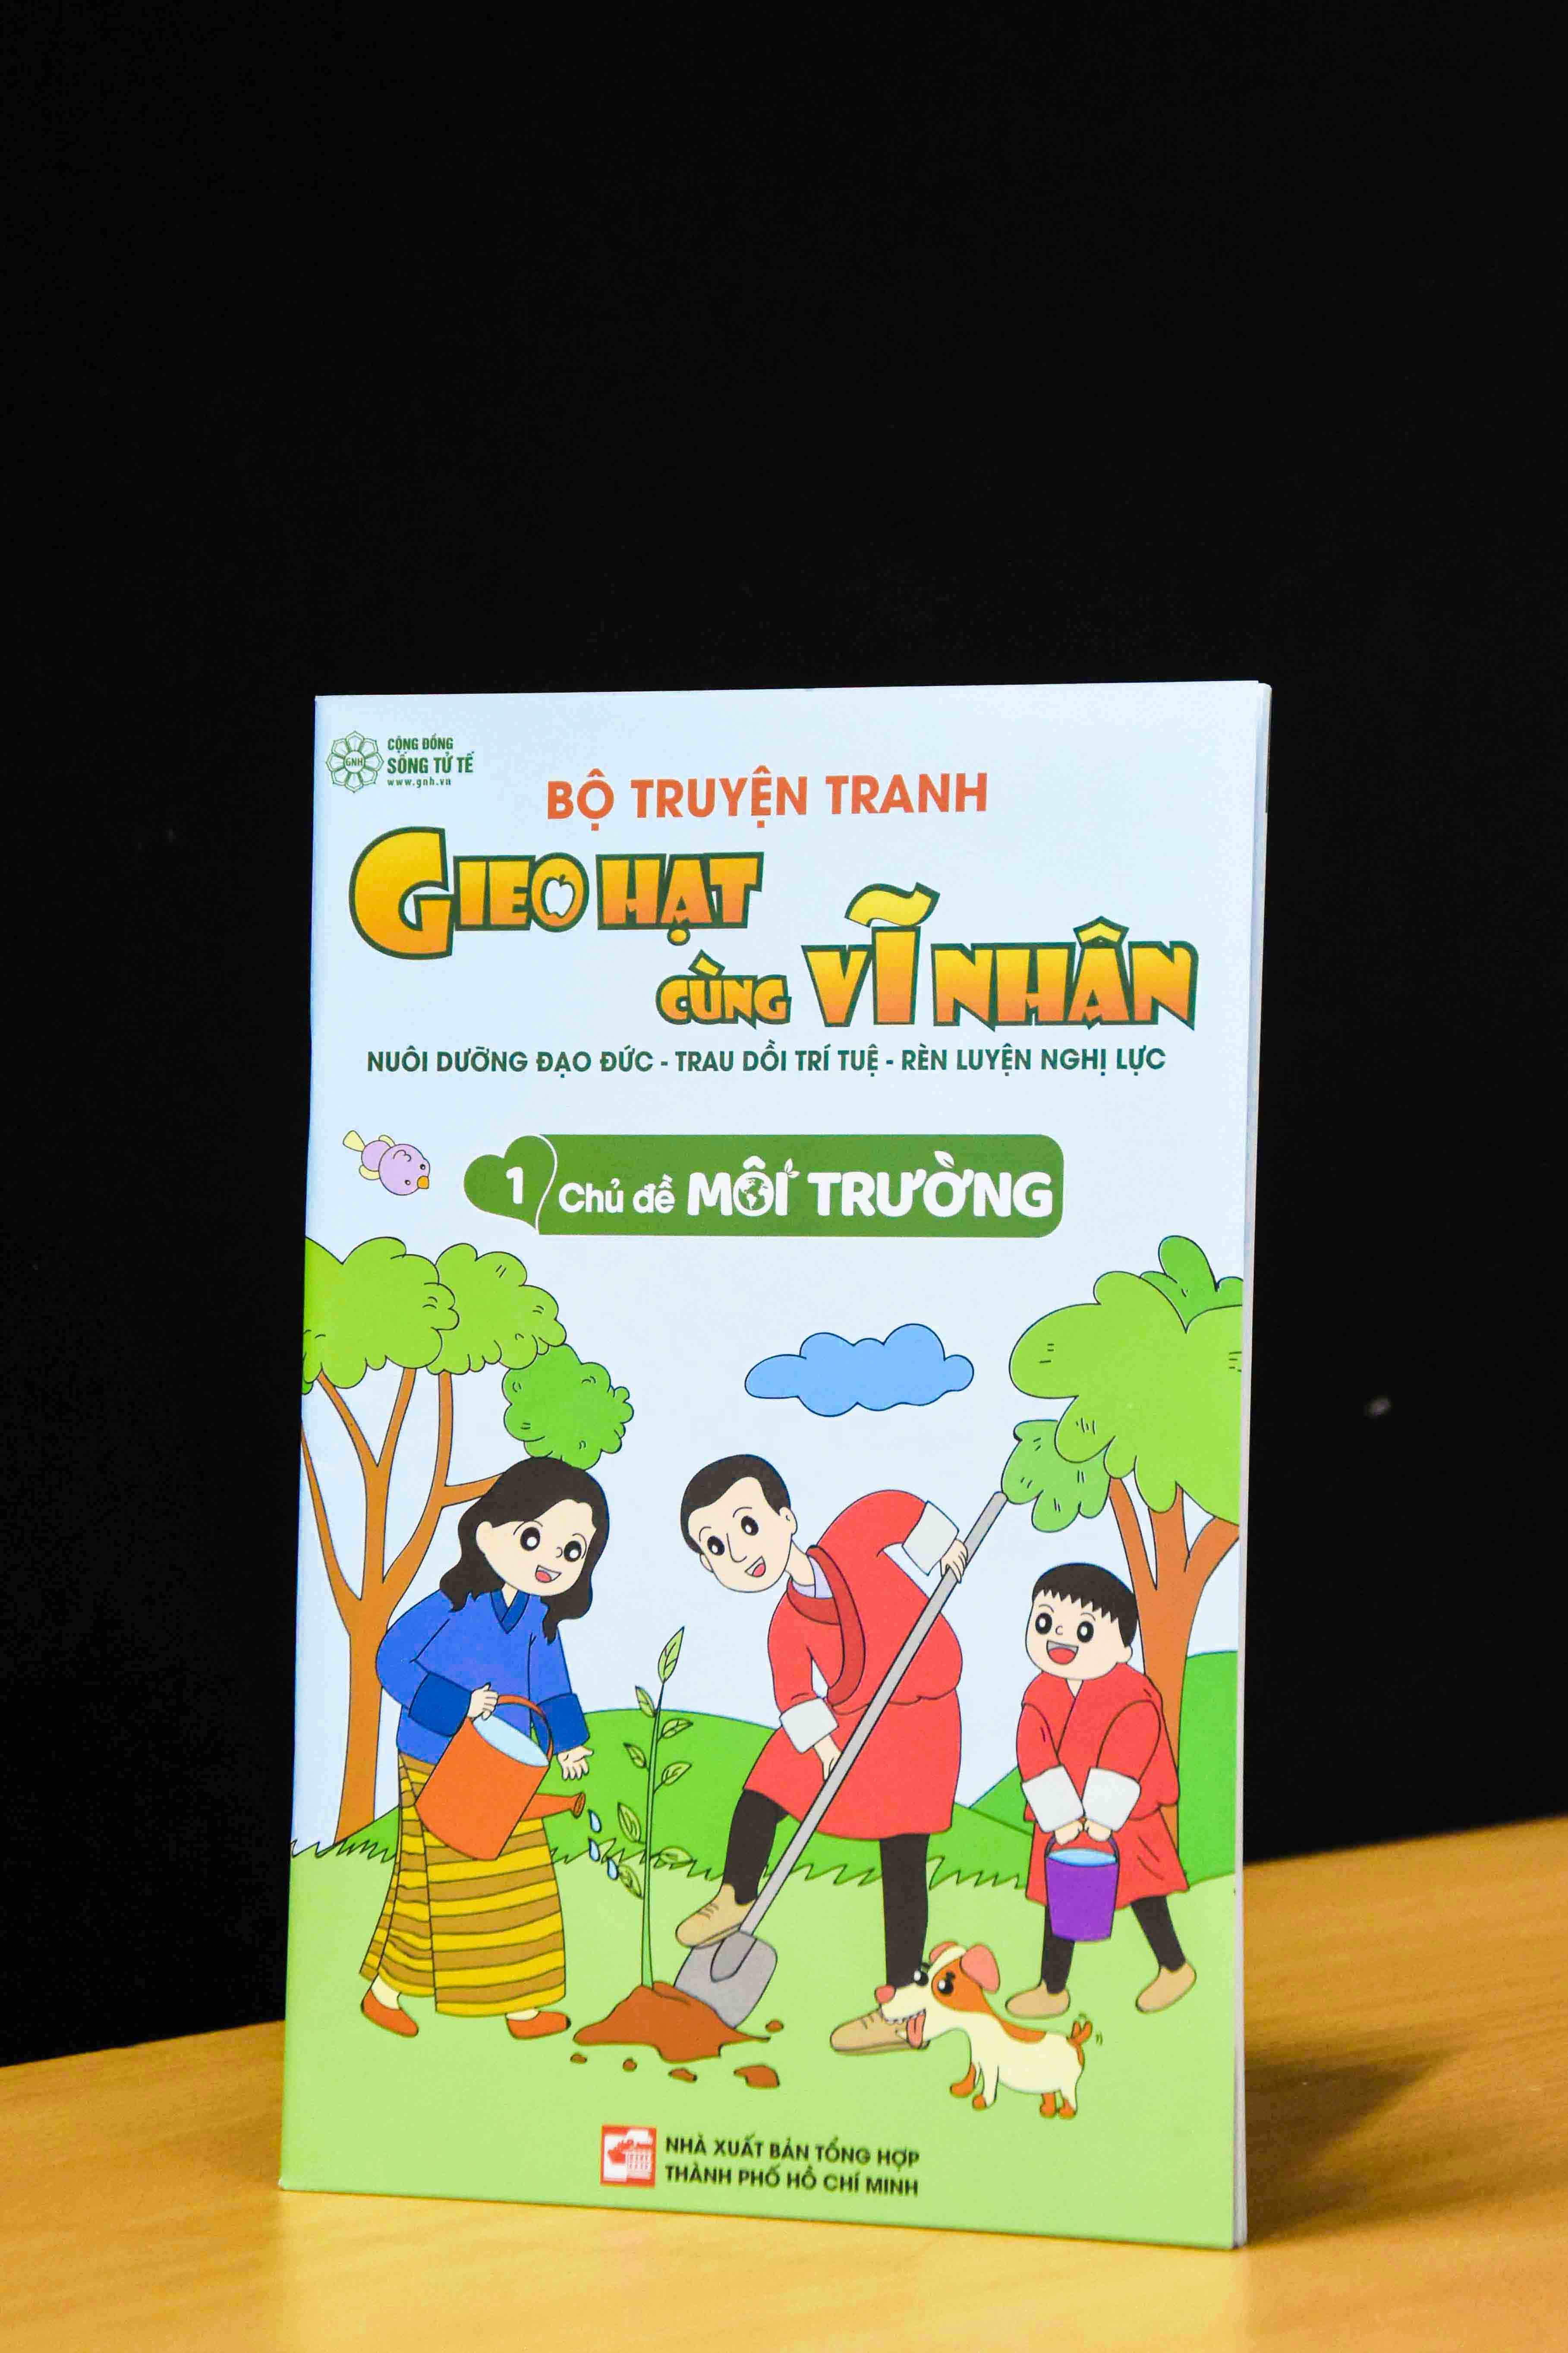 CỘNG ĐỒNG
SỐNG TỬ TẾ
www.gnh.vn
GNH
BỘ TRUYỆN TRANH
GIEO HẠT
CÙNG VĨ NHÂN
NUÔI DƯỠNG ĐẠO ĐỨC - TRAU DỒI TRÍ TUỆ - RÈN LUYỆN NGHỊ LỰC
1 Chủ đề MÔI TRƯỜNG
NHÀ XUẤT BẢN TỔNG HỢP
THÀNH PHỐ HỒ CHÍ MINH